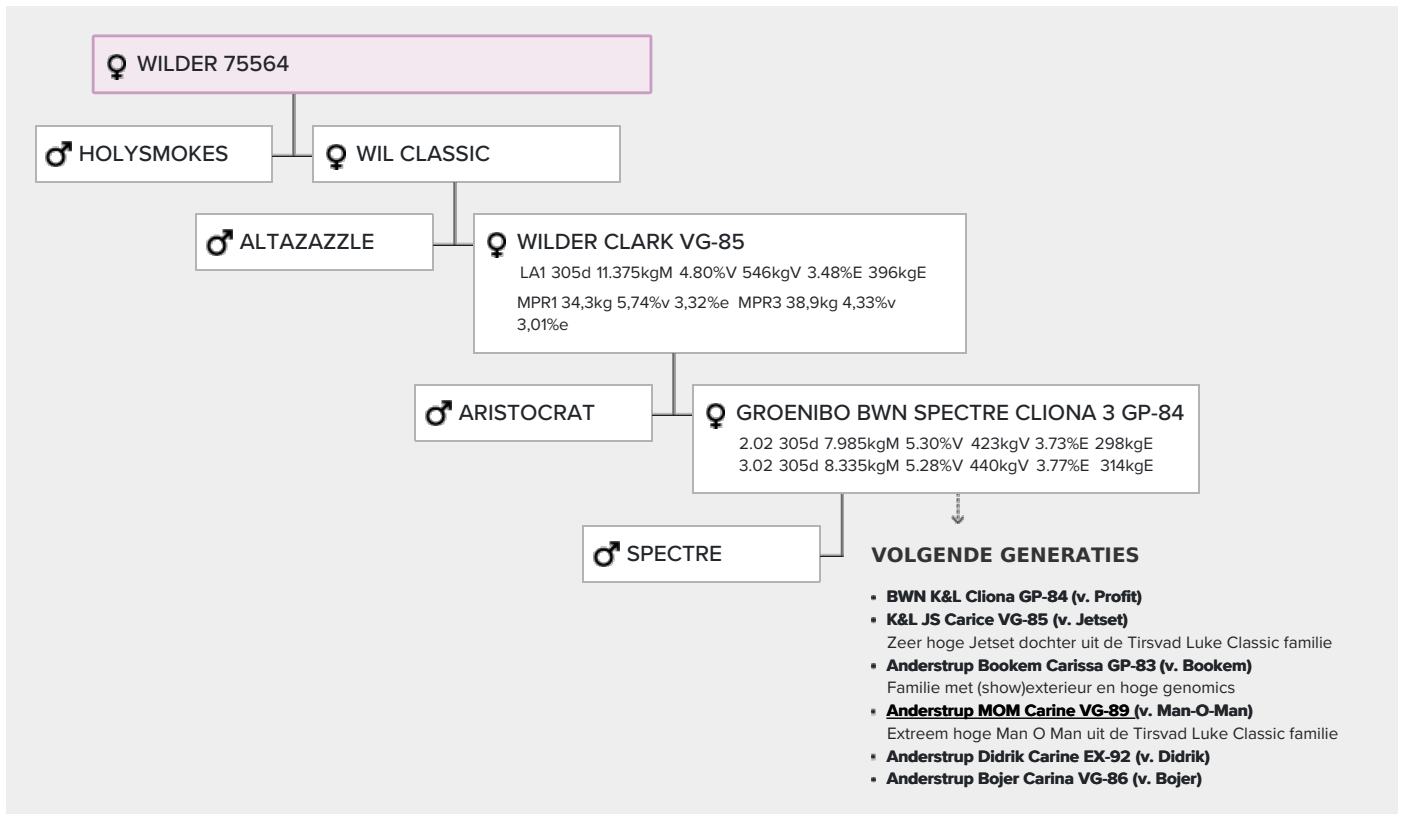 WILDER 75564
HOLYSMOKES
WIL CLASSIC
ALTAZAZZLE
WILDER CLARK VG-85
LA1 305d 11.375kgM 4.80%V 546kgV 3.48%E 396kgE
MPR1 34,3kg 5,74%v 3,32%e MPR3 38,9kg 4,33%v
3,01%e
ARISTOCRAT
GROENIBO BWN SPECTRE CLIONA 3 GP-84
2.02 305d 7.985kgM 5.30%V 423kgV 3.73%E 298kgE
3.02 305d 8.335kgM 5.28%V 440kgV 3.77%E 314kgE
SPECTRE
VOLGENDE GENERATIES
BWN K&L Cliona GP-84 (v. Profit)
K&L JS Carice VG-85 (v. Jetset)
Zeer hoge Jetset dochter uit de Tirsvad Luke Classic familie
Anderstrup Bookem Carissa GP-83 (v. Bookem)
Familie met (show)exterieur en hoge genomics
Anderstrup MOM Carine VG-89 (v. Man-O-Man)
Extreem hoge Man O Man uit de Tirsvad Luke Classic familie
Anderstrup Didrik Carine EX-92 (v. Didrik)
Anderstrup Bojer Carina VG-86 (v. Bojer)